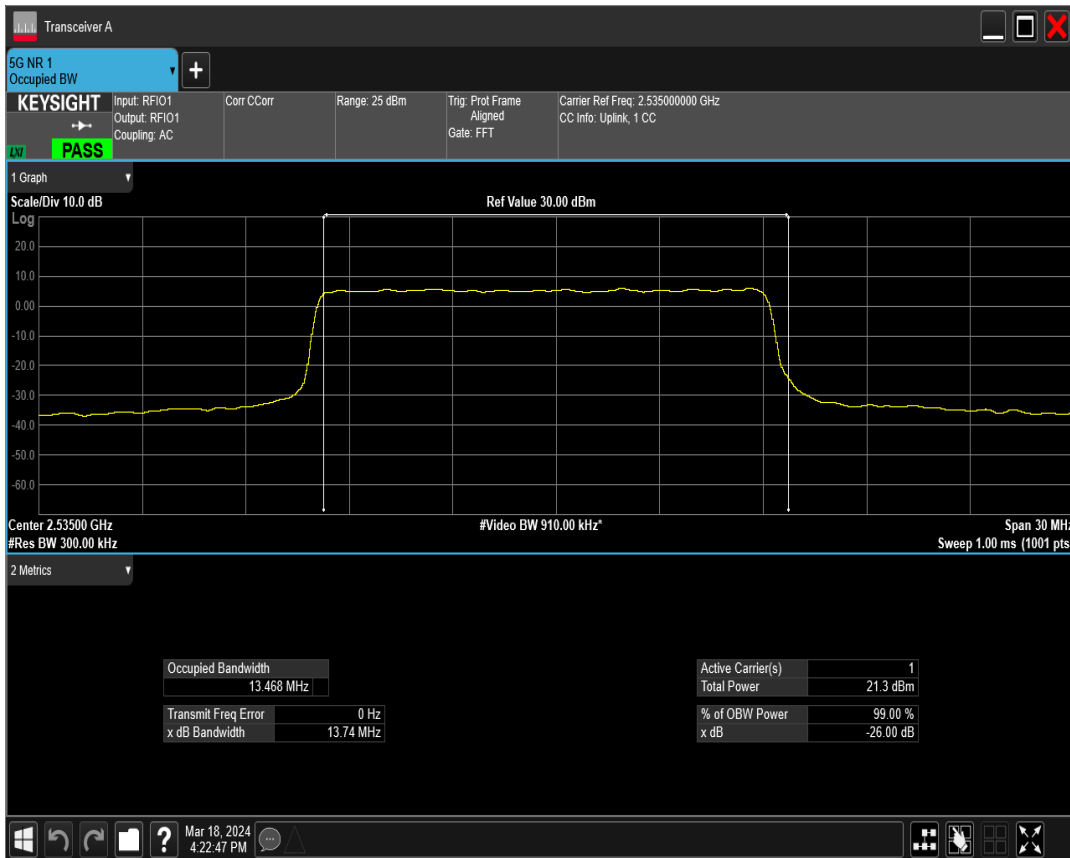 Transceiver A
5G NR 1
Occupied BW
KEYSIGHT
LXI
PASS
Input: RFIO1
Output: RFIO1
Coupling: AC
Corr CCorr
Range: 25 dBm
Trig: Prot Frame
Aligned
Gate: FFT
Carrier Ref Freq: 2.535000000 GHz
CC Info: Uplink, 1 CC
1 Graph
Scale/Div 10.0 dB
Ref Value 30.00 dBm
Log
20.0
10.0
0.00
-10.0
-20.0
-30.0
-40.0
-50.0
-60.0
Center 2.53500 GHz
#Video BW 910.00 kHz*
Span 30 MHz
#Res BW 300.00 kHz
Sweep 1.00 ms (1001 pts
2 Metrics
Occupied Bandwidth
13.468 MHz
Transmit Freq Error 0 Hz
x dB Bandwidth 13.74 MHz
Active Carrier(s) 1
Total Power 21.3 dBm
% of OBW Power 99.00 %
x dB -26.00 dB
?
Mar 18, 2024
4:22:47 PM